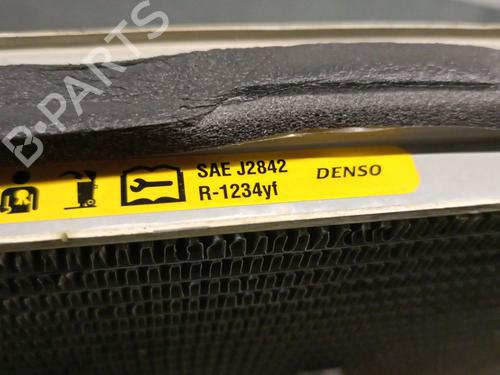 B-PARTS
SAE J2842
R-1234yf
DENSO